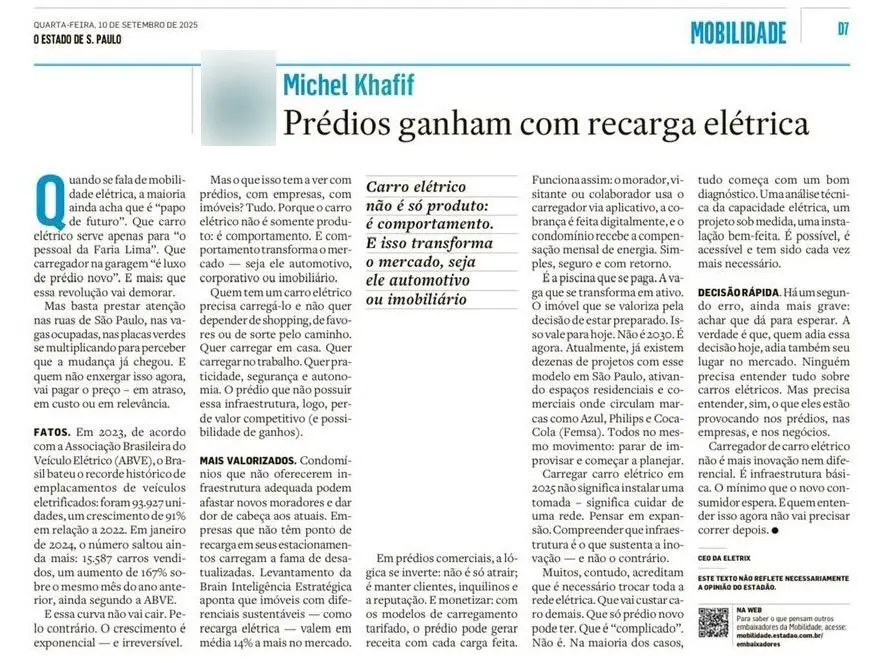 QUARTA-FEIRA, 10 DE SETEMBRO DE 2025
O ESTADO DE S. PAULO
MOBILIDADE
D7
Michel Khafif
Prédios ganham com recarga elétrica
Quando se fala de mobili-
dade elétrica, a maioria
ainda acha que é “papo
de futuro”. Que carro
elétrico serve apenas para “o
pessoal da Faria Lima”. Que
carregador na garagem “é luxo
de prédio novo”. E mais: que
essa revolução vai demorar.
Mas basta prestar atenção
nas ruas de São Paulo, nas va-
gas ocupadas, nas placas verdes
se multiplicando para perceber
que a mudança já chegou. E
quem não enxergar isso agora,
vai pagar o preço – em atraso,
em custo ou em relevância.
FATOS. Em 2023, de acordo
com a Associação Brasileira do
Veículo Elétrico (ABVE), o Bra-
sil bateu o recorde histórico de
emplacamentos de veículos
eletrificados: foram 93.927 uni-
dades, um crescimento de 91%
em relação a 2022. Em janeiro
de 2024, o número saltou ain-
da mais: 15.587 carros vendi-
dos, um aumento de 167% so-
bre o mesmo mês do ano ante-
rior, ainda segundo a ABVE.
E essa curva não vai cair. Pe-
lo contrário. O crescimento é
exponencial — e irreversível.
Mas o que isso tem a ver com
prédios, com empresas, com
imóveis? Tudo. Porque o carro
elétrico não é somente produ-
to: é comportamento. E com-
portamento transforma o mer-
cado — seja ele automotivo,
corporativo ou imobiliário.
Quem tem um carro elétrico
precisa carregá-lo e não quer
depender de shopping, de favo-
res ou de sorte pelo caminho.
Quer carregar em casa. Quer
carregar no trabalho. Quer pra-
ticidade, segurança e autono-
mia. O prédio que não possuir
essa infraestrutura, logo, per-
de valor competitivo (e possi-
bilidade de ganhos).
MAIS VALORIZADOS. Condomí-
nios que não oferecerem in-
fraestrutura adequada podem
afastar novos moradores e dar
dor de cabeça aos atuais. Em-
presas que não têm ponto de
recarga em seus estacionamen-
tos carregam a fama de desa-
tualizadas. Levantamento da
Brain Inteligência Estratégica
aponta que imóveis com dife-
renciais sustentáveis — como
recarga elétrica — valem em
média 14% a mais no mercado.
Carro elétrico
não é só produto:
é comportamento.
E isso transforma
o mercado, seja
ele automotivo
ou imobiliário
Em prédios comerciais, a ló-
gica se inverte: não é só atrair;
é manter clientes, inquilinos e
a reputação. E monetizar: com
os modelos de carregamento
tarifado, o prédio pode gerar
receita com cada carga feita.
Funciona assim: o morador, vi-
sitante ou colaborador usa o
carregador via aplicativo, a co-
brança é feita digitalmente, e o
condomínio recebe a compen-
sação mensal de energia. Sim-
ples, seguro e com retorno.
É a piscina que se paga. A va-
ga que se transforma em ativo.
O imóvel que se valoriza pela
decisão de estar preparado. Is-
so vale para hoje. Não é 2030. É
agora. Atualmente, já existem
dezenas de projetos com esse
modelo em São Paulo, ativan-
do espaços residenciais e co-
merciais onde circulam mar-
cas como Azul, Philips e Coca-
Cola (Femsa). Todos no mes-
mo movimento: parar de im-
provisar e começar a planejar.
Carregar carro elétrico em
2025 não significa instalar uma
tomada – significa cuidar de
uma rede. Pensar em expan-
são. Compreender que infraes-
trutura é o que sustenta a ino-
vação — e não o contrário.
Muitos, contudo, acreditam
que é necessário trocar toda a
rede elétrica. Que vai custar ca-
ro demais. Que só prédio novo
pode ter. Que é “complicado”.
Não é. Na maioria dos casos,
tudo começa com um bom
diagnóstico. Uma análise técni-
ca da capacidade elétrica, um
projeto sob medida, uma insta-
lação bem-feita. É possível, é
acessível e tem sido cada vez
mais necessário.
DECISÃO RÁPIDA. Há um segun-
do erro, ainda mais grave:
achar que dá para esperar. A
verdade é que, quem adia essa
decisão hoje, adia também seu
lugar no mercado. Ninguém
precisa entender tudo sobre
carros elétricos. Mas precisa
entender, sim, o que eles estão
provocando nos prédios, nas
empresas, e nos negócios.
Carregador de carro elétrico
não é mais inovação nem dife-
rencial. É infraestrutura bási-
ca. O mínimo que o novo con-
sumidor espera. E quem enten-
der isso agora não vai precisar
correr depois. ●
CEO DA ELETRIX
ESTE TEXTO NÃO REFLETE NECESSARIAMENTE
A OPINIÃO DO ESTADÃO.
NA WEB
Para saber o que pensam outros
embaixadores da Mobilidade, acesse:
mobilidade.estadao.com.br/
embaixadores